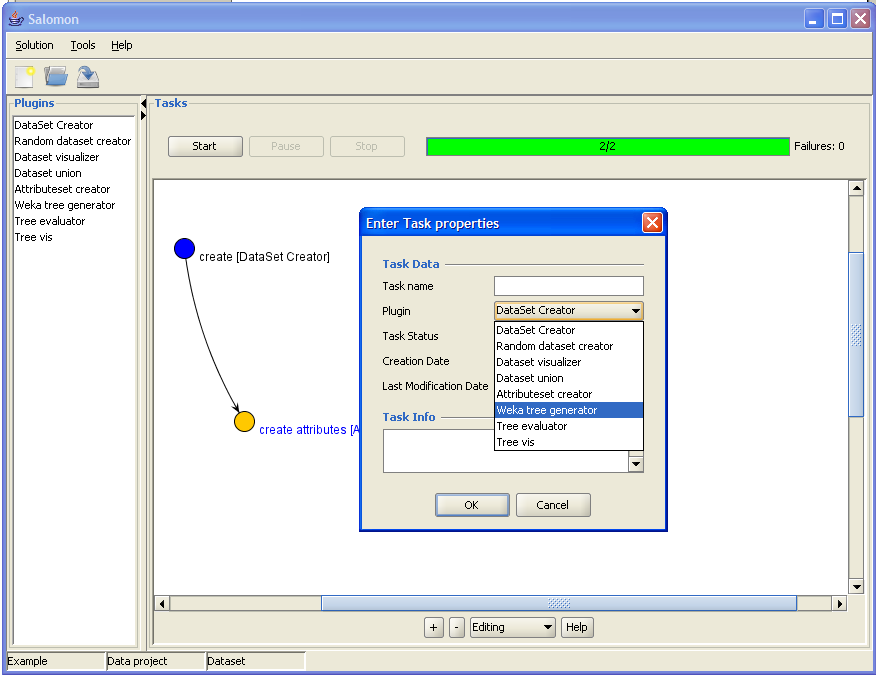 Salomon
Solution Tools Help
Plugins
DataSet Creator
Random dataset creator
Dataset visualizer
Dataset union
Attributeset creator
Weka tree generator
Tree evaluator
Tree vis
Tasks
Start Pause Stop 2/2 Failures: 0
create [DataSet Creator]
create attributes [A
Enter Task properties
Task Data
Task name
Plugin DataSet Creator
Task Status
Creation Date
Last Modification Date
DataSet Creator
Random dataset creator
Dataset visualizer
Dataset union
Attributeset creator
Weka tree generator
Tree evaluator
Tree vis
Task Info
OK Cancel
+ - Editing Help
Example Data project Dataset